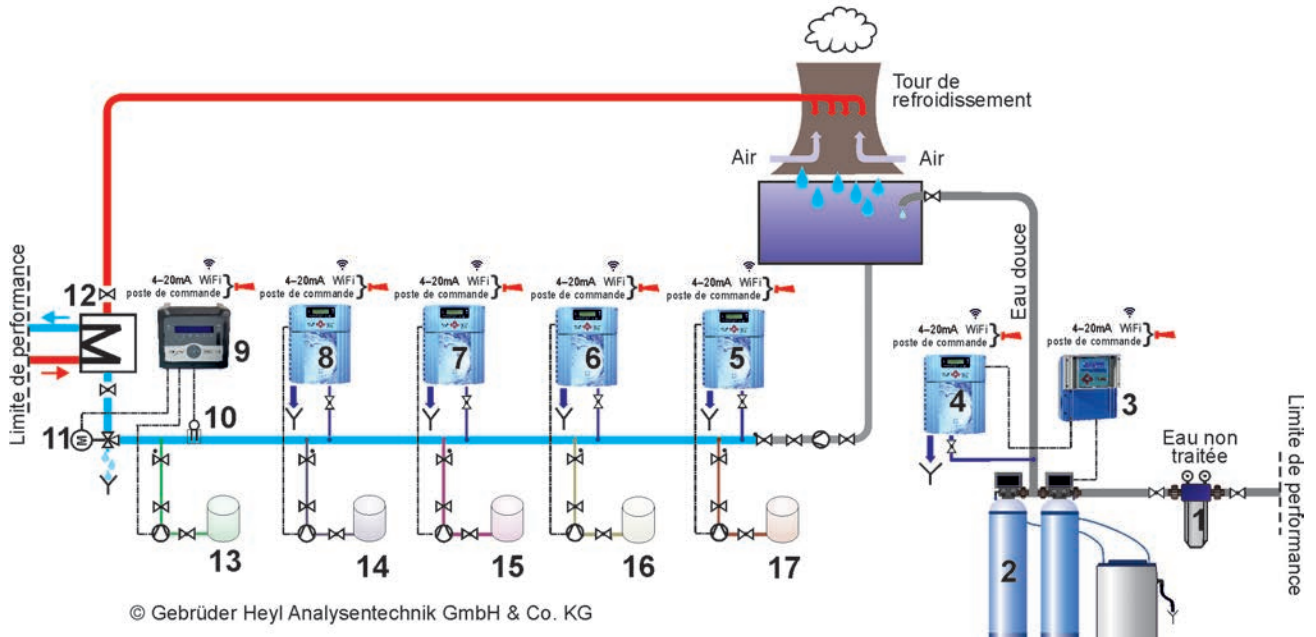 Tour de
refroidissement
Air
Air
Eau douce
Limite de performance
12
4–20mA WiFi
poste de commande
4–20mA WiFi
poste de commande
4–20mA WiFi
poste de commande
4–20mA WiFi
poste de commande
4–20mA WiFi
poste de commande
4–20mA WiFi
poste de commande
4–20mA WiFi
poste de commande
M
9
8
7
6
5
4
3
10
11
M
Eau non
traitée
Limite de performance
1
2
13
14
15
16
17
© Gebrüder Heyl Analysentechnik GmbH & Co. KG